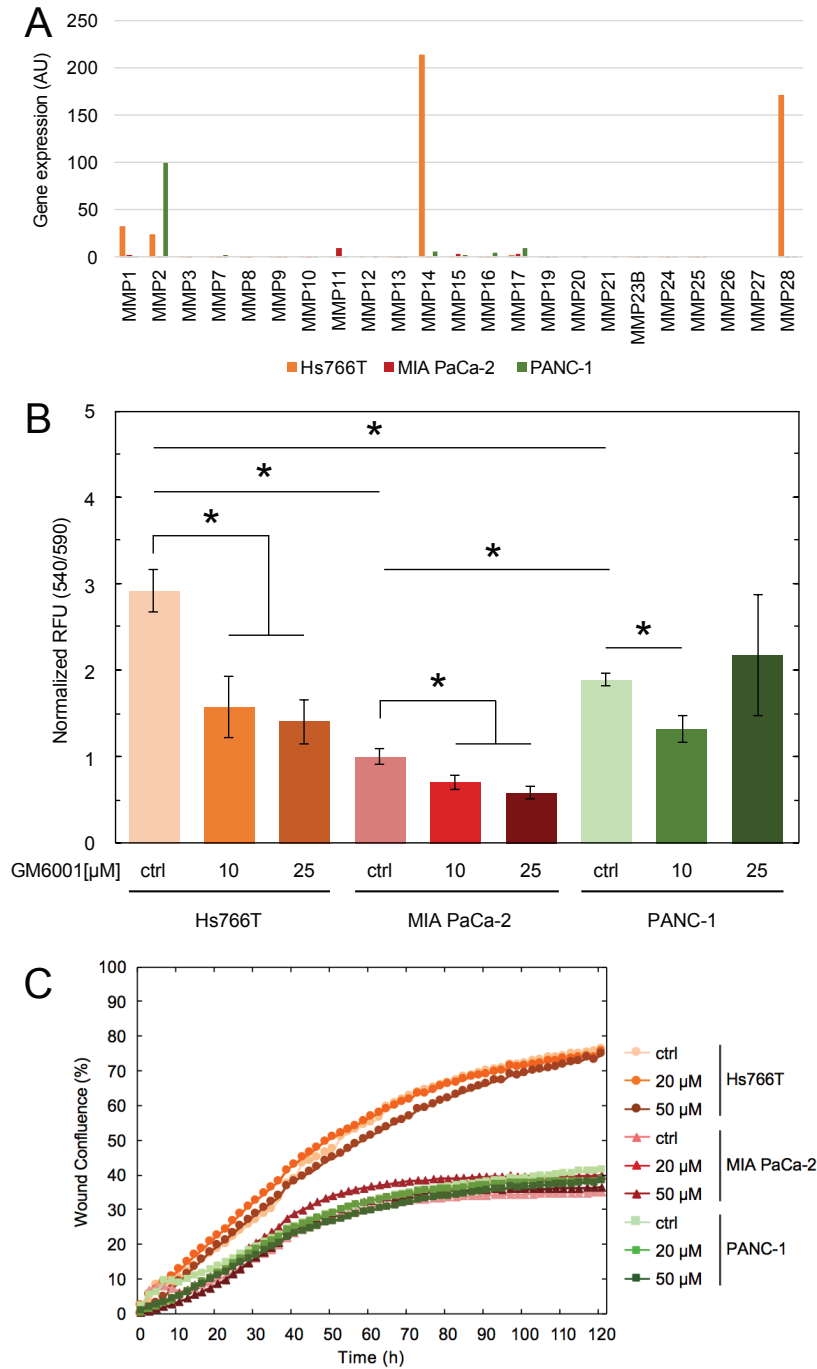 A
Gene expression (AU)
250
200
150
100
50
0
MMP1
MMP2
MMP3
MMP7
MMP8
MMP9
MMP10
MMP11
MMP12
MMP13
MMP14
MMP15
MMP16
MMP17
MMP19
MMP20
MMP21
MMP23B
MMP24
MMP25
MMP26
MMP27
MMP28
Hs766T MIA PaCa-2 PANC-1
B
Normalized RFU (540/590)
5
4
3
2
1
0
*
*
*
*
*
*
GM6001[µM] ctrl 10 25 ctrl 10 25 ctrl 10 25
Hs766T MIA PaCa-2 PANC-1
C
Wound Confluence (%)
100
90
80
70
60
50
40
30
20
10
0
0 10 20 30 40 50 60 70 80 90 100 110 120
Time (h)
ctrl
20 µM
50 µM
Hs766T
ctrl
20 µM
50 µM
MIA PaCa-2
ctrl
20 µM
50 µM
PANC-1